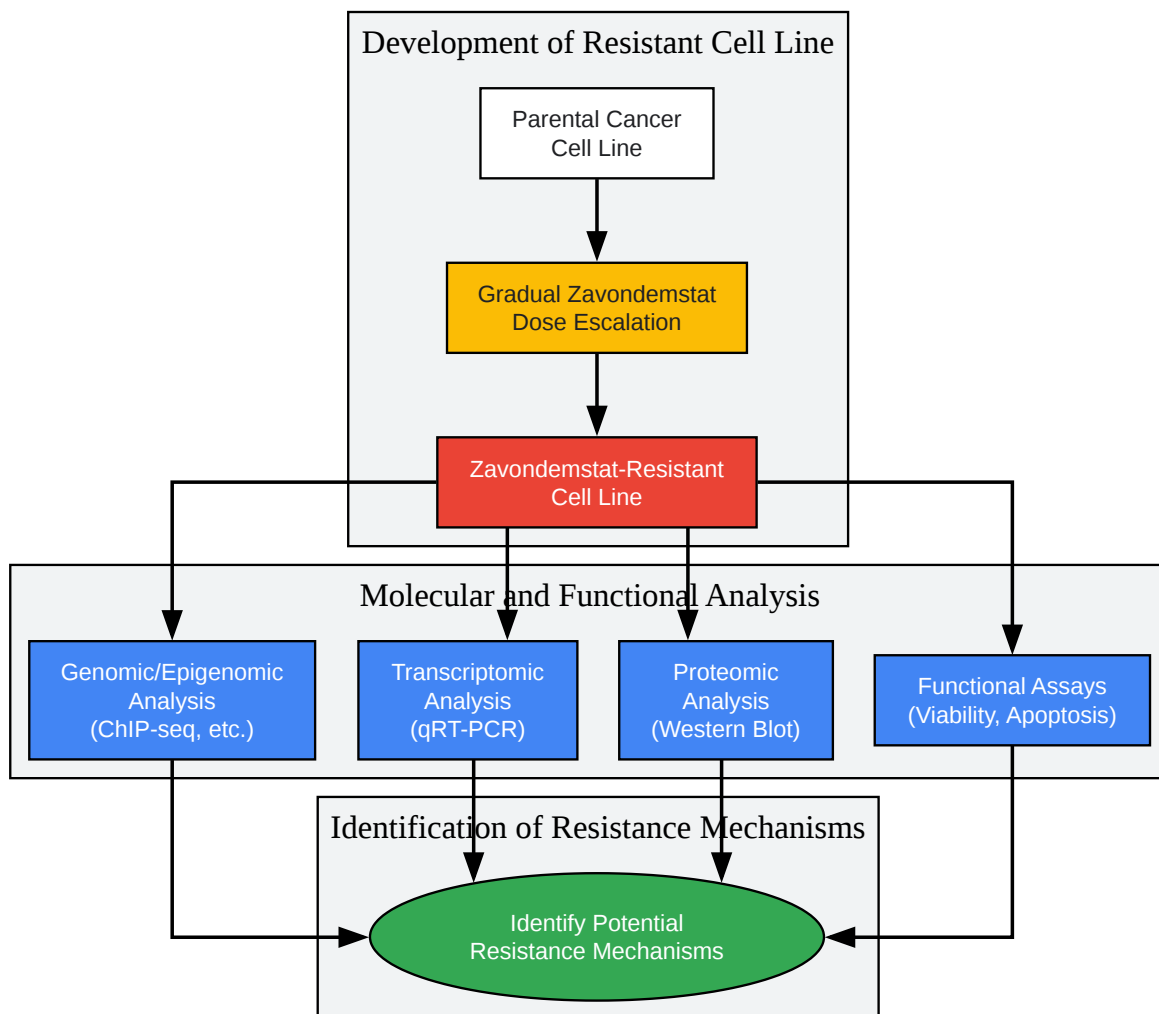 Development of Resistant Cell Line
Parental Cancer
Cell Line
Gradual Zavondemstat
Dose Escalation
Zavondemstat-Resistant
Cell Line
Molecular and Functional Analysis
Genomic/Epigenomic
Analysis
(ChIP-seq, etc.)
Transcriptomic
Analysis
(qRT-PCR)
Proteomic
Analysis
(Western Blot)
Functional Assays
(Viability, Apoptosis)
Identification of Resistance Mechanisms
Identify Potential
Resistance Mechanisms